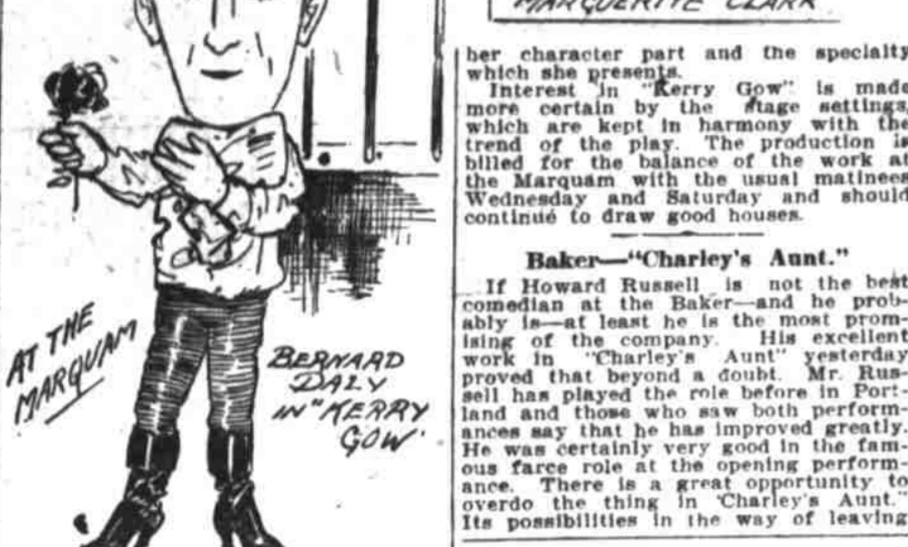 AT THE
MARQUAM
BERNARD
DALY
IN "KERRY
GOW"
MARGUERITE CLARK
her character part and the specialty
which she presents.
Interest in "Kerry Gow" is made
more certain by the stage settings,
which are kept in harmony with the
trend of the play. The production is
billed for the balance of the work at
the Marquam with the usual matinees
Wednesday and Saturday and should
continue to draw good houses.
Baker—"Charley's Aunt."
If Howard Russell is not the best
comedian at the Baker—and he prob-
ably is—at least he is the most prom-
ising of the company. His excellent
work in "Charley's Aunt" yesterday
proved that beyond a doubt. Mr. Rus-
sell has played the role before in Port-
land and those who saw both perform-
ances say that he has improved greatly.
He was certainly very good in the fam-
ous farce role at the opening perform-
ance. There is a great opportunity to
overdo the thing in 'Charley's Aunt."
Its possibilities in the way of leaving